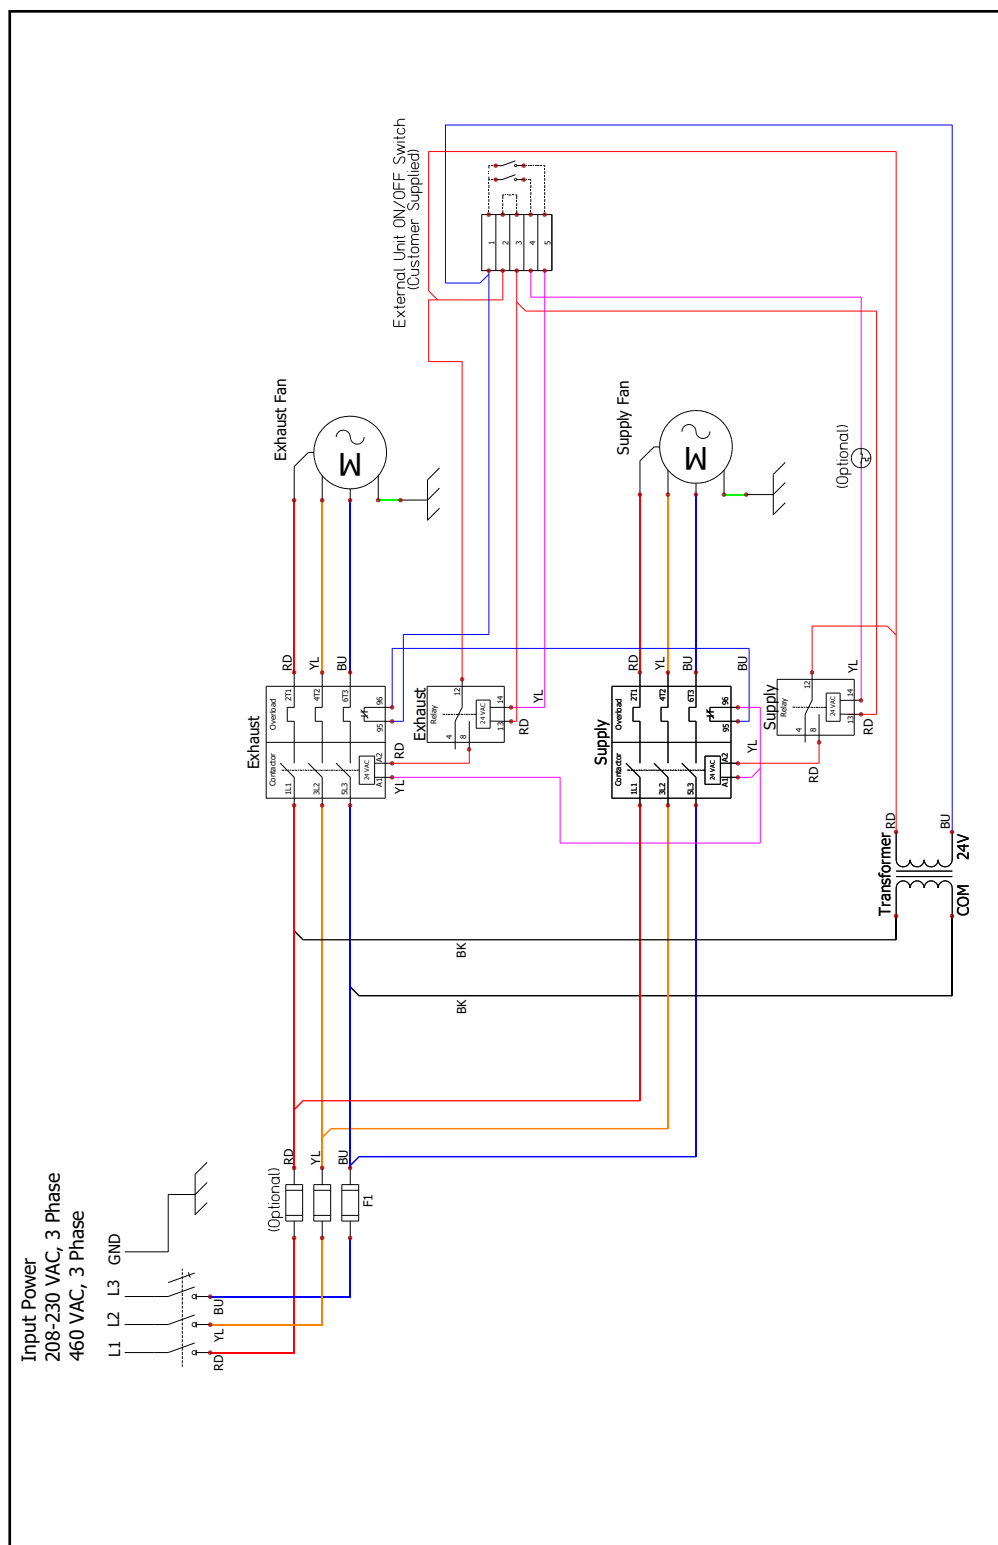 Input Power
208-230 VAC, 3 Phase
460 VAC, 3 Phase
L1
L2
L3
GND
RD
YL
BU
(Optional)
F1
RD
YL
BU
BK
BK
Exhaust
Contactor
Overload
1L1
3L2
5L3
2T1
4T2
6T3
24 VAC
A1
A2
95
96
RD
YL
BU
RD
YL
Exhaust Fan
M
Exhaust
Relay
4
8
12
24 VAC
13
14
RD
YL
External Unit ON/OFF Switch
(Customer Supplied)
1
2
3
4
5
Supply
Contactor
Overload
1L1
3L2
5L3
2T1
4T2
6T3
24 VAC
A1
A2
95
96
RD
YL
BU
BU
YL
RD
Supply Fan
M
Supply
Relay
4
8
12
24 VAC
13
14
RD
YL
(Optional)
Transformer
RD
BU
COM
24V